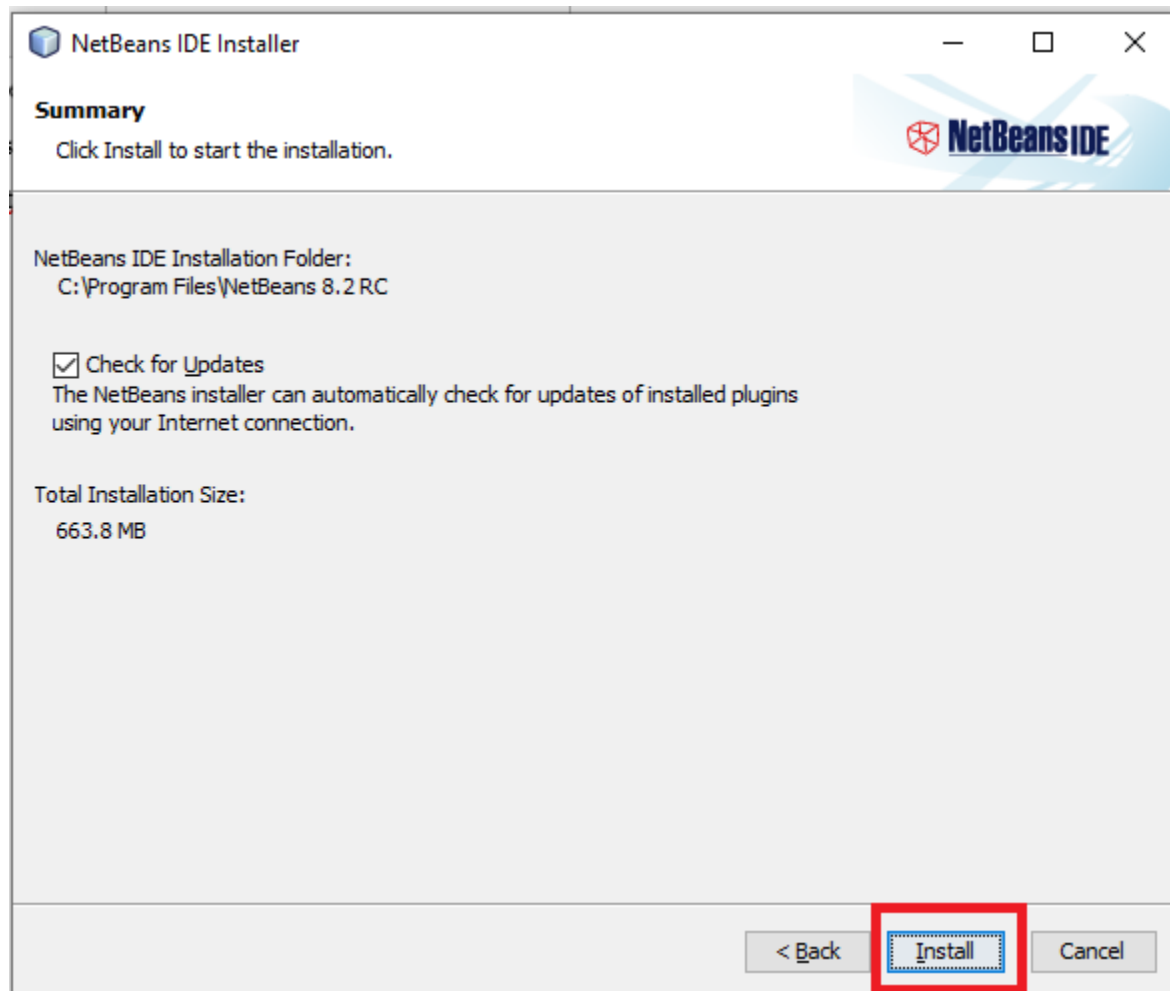 NetBeans IDE Installer
Summary
Click Install to start the installation.
NetBeans IDE
NetBeans IDE Installation Folder:
C:\Program Files\NetBeans 8.2 RC
Check for Updates
The NetBeans installer can automatically check for updates of installed plugins
using your Internet connection.
Total Installation Size:
663.8 MB
< Back
Install
Cancel